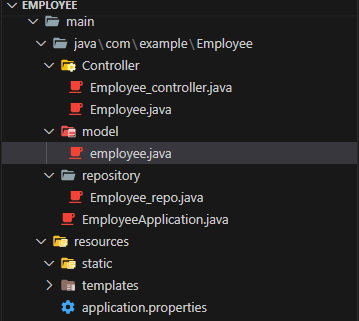 EMPLOYEE
main
java\com\example\Employee
Controller
Employee_controller.java
Employee.java
model
employee.java
repository
Employee_repo.java
EmployeeApplication.java
resources
static
templates
application.properties